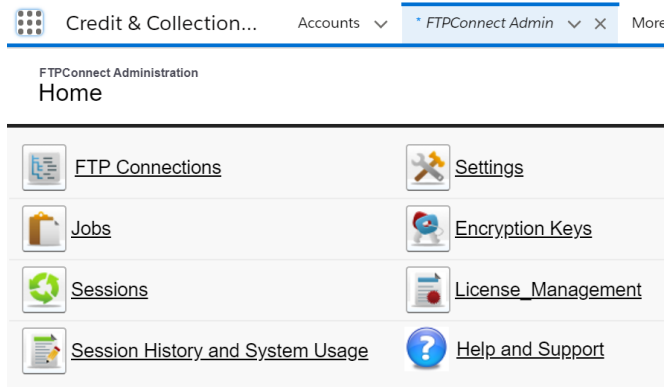 Credit & Collection... Accounts * FTPConnect Admin More
FTPConnect Administration
Home
FTP Connections
Settings
Jobs
Encryption Keys
Sessions
License_Management
Session History and System Usage
Help and Support